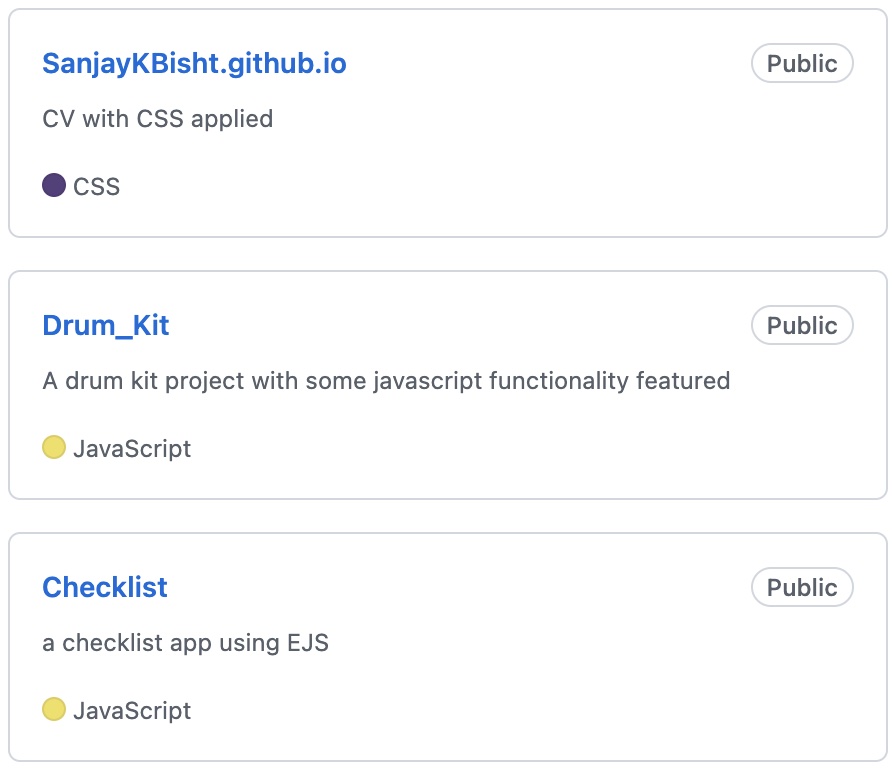 SanjayKBisht.github.io Public
CV with CSS applied
CSS
Drum_Kit Public
A drum kit project with some javascript functionality featured
JavaScript
Checklist Public
a checklist app using EJS
JavaScript